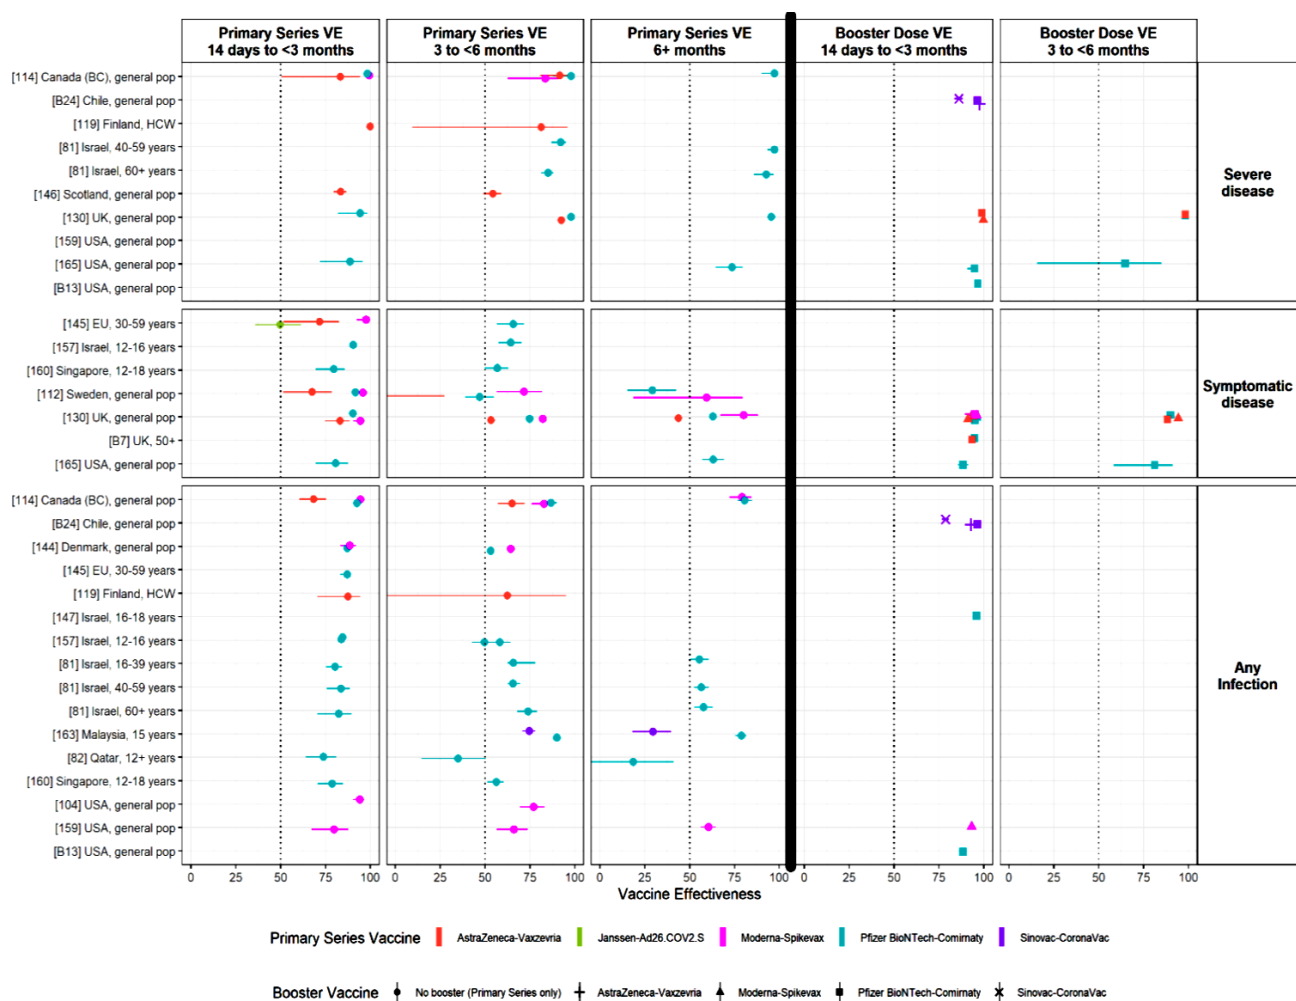 Primary Series VE
14 days to <3 months
Primary Series VE
3 to <6 months
Primary Series VE
6+ months
Booster Dose VE
14 days to <3 months
Booster Dose VE
3 to <6 months
[114] Canada (BC), general pop
[B24] Chile, general pop
[119] Finland, HCW
[81] Israel, 40-59 years
[81] Israel, 60+ years
[146] Scotland, general pop
[130] UK, general pop
[159] USA, general pop
[165] USA, general pop
[B13] USA, general pop
Severe
disease
[145] EU, 30-59 years
[157] Israel, 12-16 years
[160] Singapore, 12-18 years
[112] Sweden, general pop
[130] UK, general pop
[B7] UK, 50+
[165] USA, general pop
Symptomatic
disease
[114] Canada (BC), general pop
[B24] Chile, general pop
[144] Denmark, general pop
[145] EU, 30-59 years
[119] Finland, HCW
[147] Israel, 16-18 years
[157] Israel, 12-16 years
[81] Israel, 16-39 years
[81] Israel, 40-59 years
[81] Israel, 60+ years
[163] Malaysia, 15 years
[82] Qatar, 12+ years
[160] Singapore, 12-18 years
[104] USA, general pop
[159] USA, general pop
[B13] USA, general pop
Any
Infection
0 25 50 75 100 0 25 50 75 100 0 25 50 75 100 0 25 50 75 100 0 25 50 75 100
Vaccine Effectiveness
Primary Series Vaccine AstraZeneca-Vaxzevria Janssen-Ad26.COV2.S Moderna-Spikevax Pfizer BioNTech-Comirnaty Sinovac-CoronaVac
Booster Vaccine No booster (Primary Series only) AstraZeneca-Vaxzevria Moderna-Spikevax Pfizer BioNTech-Comirnaty Sinovac-CoronaVac